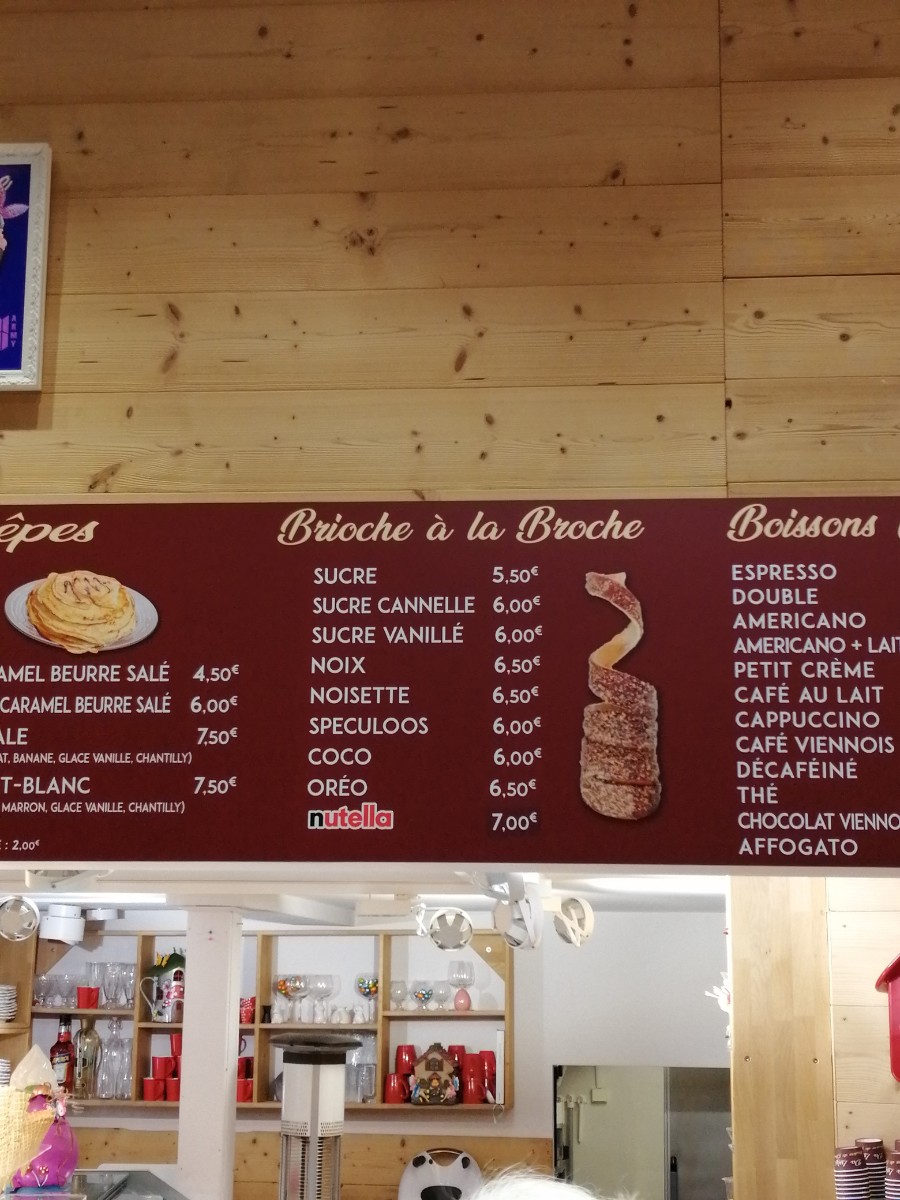 ARMY
êpes
AMEL BEURRE SALÉ 4,50€
CARAMEL BEURRE SALÉ 6,00€
ALE 7,50€
AT, BANANE, GLACE VANILLE, CHANTILLY)
T-BLANC 7,50€
MARRON, GLACE VANILLE, CHANTILLY)
: 2,00€
Brioche à la Broche
SUCRE 5,50€
SUCRE CANNELLE 6,00€
SUCRE VANILLÉ 6,00€
NOIX 6,50€
NOISETTE 6,50€
SPECULOOS 6,00€
COCO 6,00€
ORÉO 6,50€
nutella 7,00€
Boissons
ESPRESSO
DOUBLE
AMERICANO
AMERICANO + LAIT
PETIT CRÈME
CAFÉ AU LAIT
CAPPUCCINO
CAFÉ VIENNOIS
DÉCAFÉINÉ
THÉ
CHOCOLAT VIENNO
AFFOGATO